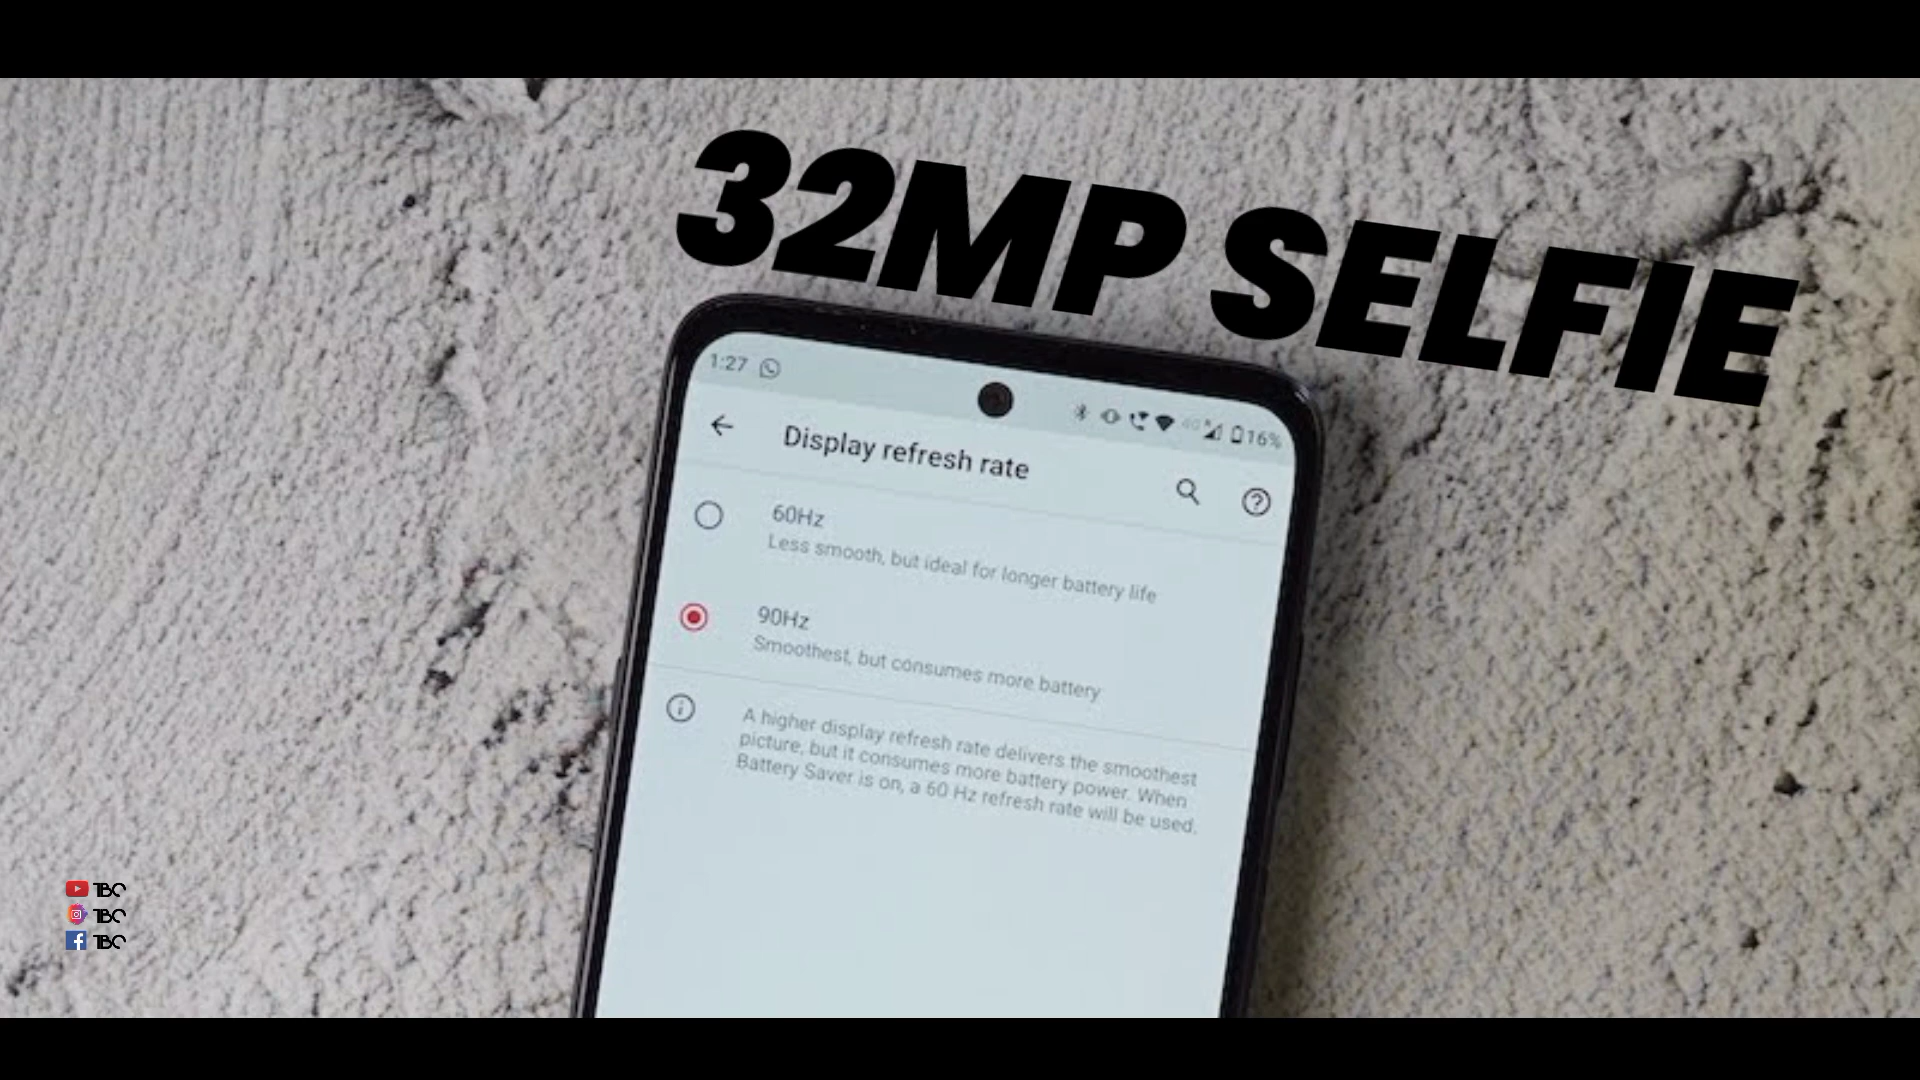 32MP SELFIE
1:27
16%
Display refresh rate
60Hz
Less smooth, but ideal for longer battery life
90Hz
Smoothest, but consumes more battery
A higher display refresh rate delivers the smoothest
picture, but it consumes more battery power. When
Battery Saver is on, a 60 Hz refresh rate will be used.
TBC
TBC
TBC